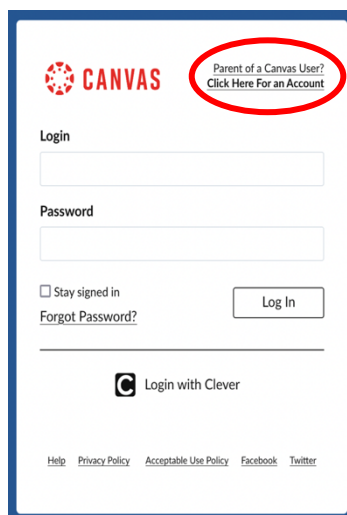 CANVAS
Parent of a Canvas User?
Click Here For an Account
Login
Password
Stay signed in
Forgot Password?
Log In
C Login with Clever
Help Privacy Policy Acceptable Use Policy Facebook Twitter